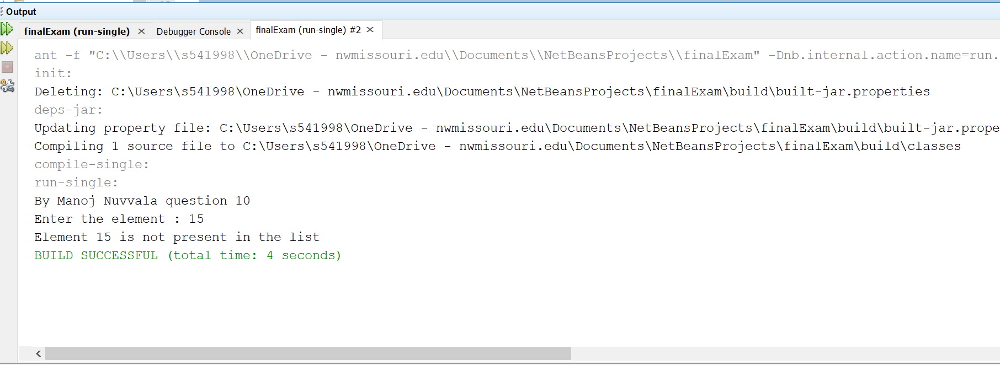 Output
finalExam (run-single) Debugger Console finalExam (run-single) #2
ant -f "C:\\Users\\s541998\\OneDrive - nwmissouri.edu\\Documents\\NetBeansProjects\\finalExam" -Dnb.internal.action.name=run.
init:
Deleting: C:\Users\s541998\OneDrive - nwmissouri.edu\Documents\NetBeansProjects\finalExam\build\built-jar.properties
deps-jar:
Updating property file: C:\Users\s541998\OneDrive - nwmissouri.edu\Documents\NetBeansProjects\finalExam\build\built-jar.prope
Compiling 1 source file to C:\Users\s541998\OneDrive - nwmissouri.edu\Documents\NetBeansProjects\finalExam\build\classes
compile-single:
run-single:
By Manoj Nuvvala question 10
Enter the element : 15
Element 15 is not present in the list
BUILD SUCCESSFUL (total time: 4 seconds)